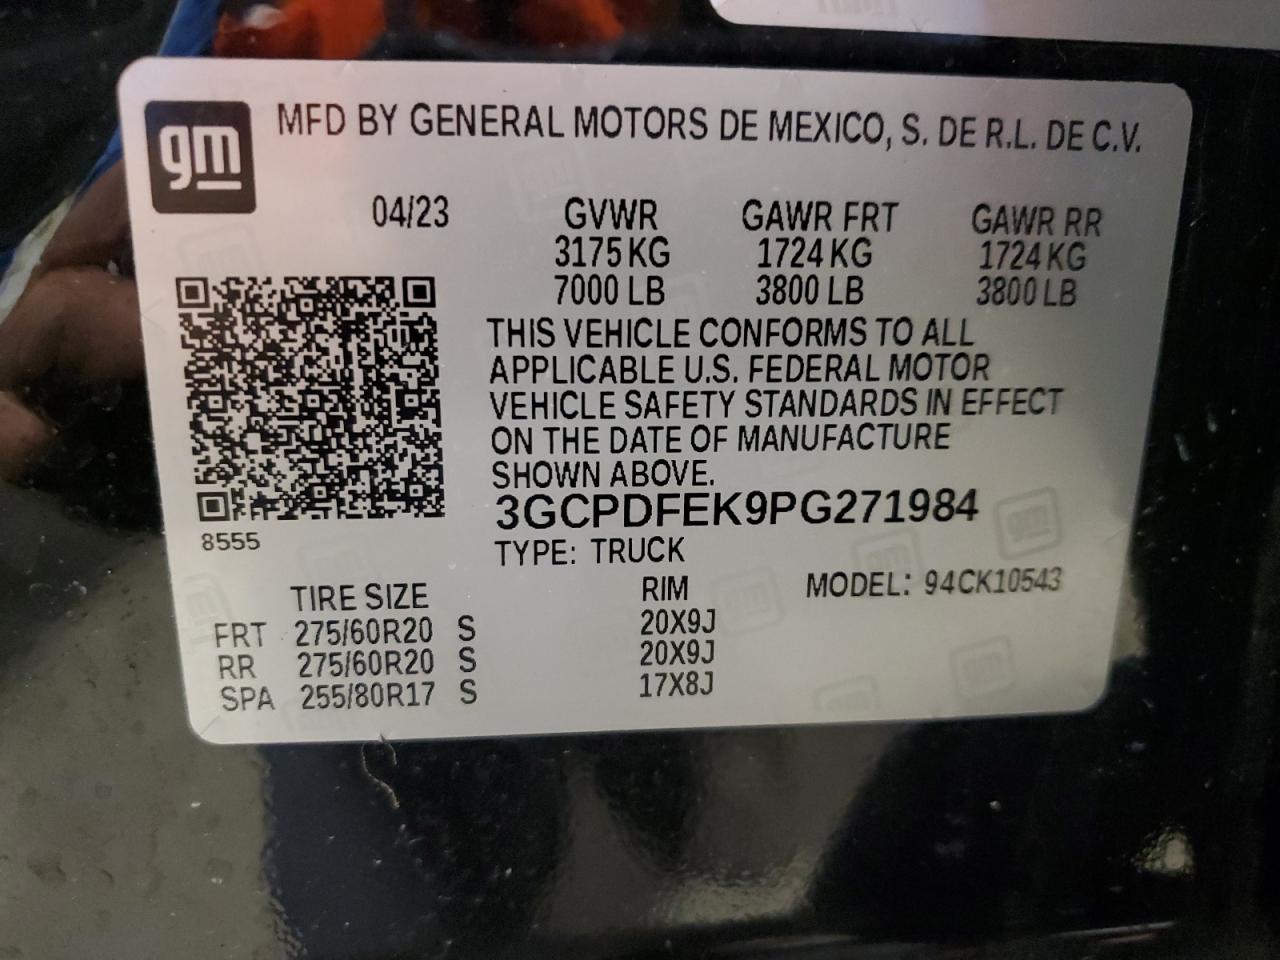 gm
MFD BY GENERAL MOTORS DE MEXICO, S. DE R.L. DE C.V.
04/23 GVWR GAWR FRT GAWR RR
3175 KG 1724 KG 1724 KG
7000 LB 3800 LB 3800 LB
THIS VEHICLE CONFORMS TO ALL
APPLICABLE U.S. FEDERAL MOTOR
VEHICLE SAFETY STANDARDS IN EFFECT
ON THE DATE OF MANUFACTURE
SHOWN ABOVE.
3GCPDFEK9PG271984
8555
TYPE: TRUCK
TIRE SIZE RIM MODEL: 94CK10543
FRT 275/60R20 S 20X9J
RR 275/60R20 S 20X9J
SPA 255/80R17 S 17X8J